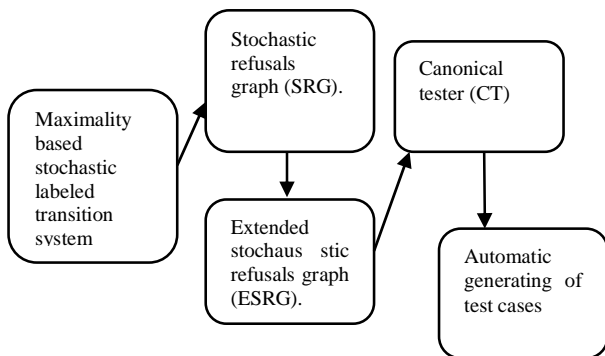 Maximality
based
stochastic
labeled
transition
system
Stochastic
refusals
graph (SRG).
Extended
stochaus stic
refusals graph
(ESRG).
Canonical
tester (CT)
Automatic
generating of
test cases